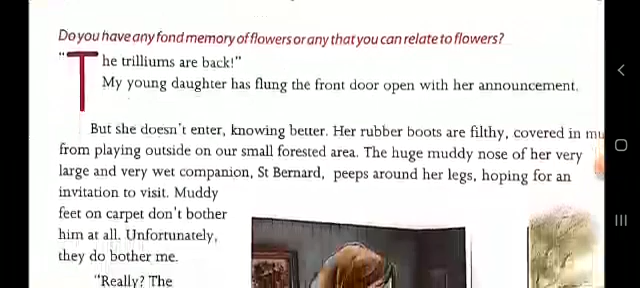 Do you have any fond memory of flowers or any that you can relate to flowers?
"The trilliums are back!"
My young daughter has flung the front door open with her announcement.
But she doesn't enter, knowing better. Her rubber boots are filthy, covered in mu
from playing outside on our small forested area. The huge muddy nose of her very
large and very wet companion, St Bernard, peeps around her legs, hoping for an
invitation to visit. Muddy
feet on carpet don't bother
him at all. Unfortunately,
they do bother me.
"Really? The